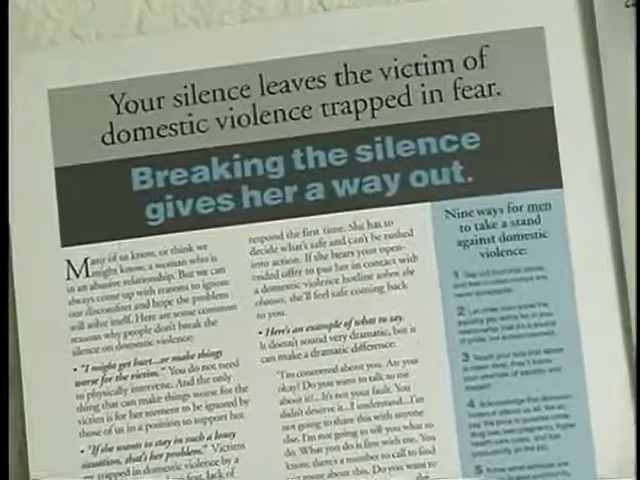 Your silence leaves the victim of
domestic violence trapped in fear.
Breaking the silence
gives her a way out.
Many of us know, or think we
might know, a woman who is
in an abusive relationship. But we can
always come up with reasons to ignore
our discomfort and hope the problem
will solve itself. Here are some common
reasons why people don't break the
silence on domestic violence:
• "I might get hurt...or make things
worse for the victim." You do not need
to physically intervene. And the only
thing that can make things worse for the
victim is for her torment to be ignored by
those of us in a position to support her.
• "If she wants to stay in such a lousy
situation, that's her problem." Victims
trapped in domestic violence by a
respond the first time. She has to
decide what's safe and can't be rushed
into action. If she hears your open-
ended offer to put her in contact with
a domestic violence hotline when she
chooses, she'll feel safe coming back
to you.
• Here's an example of what to say.
It doesn't sound very dramatic, but it
can make a dramatic difference:
"I'm concerned about you. Are you
okay? Do you want to talk to me
about it?...It's not your fault. You
didn't deserve it...I understand...I'm
not going to share this with anyone
else. I'm not going to tell you what to
do. What you do is fine with me. You
know, there's a number to call to find
more about this. Do you want to
Nine ways for men
to take a stand
against domestic
violence:
1
2
3
4
5